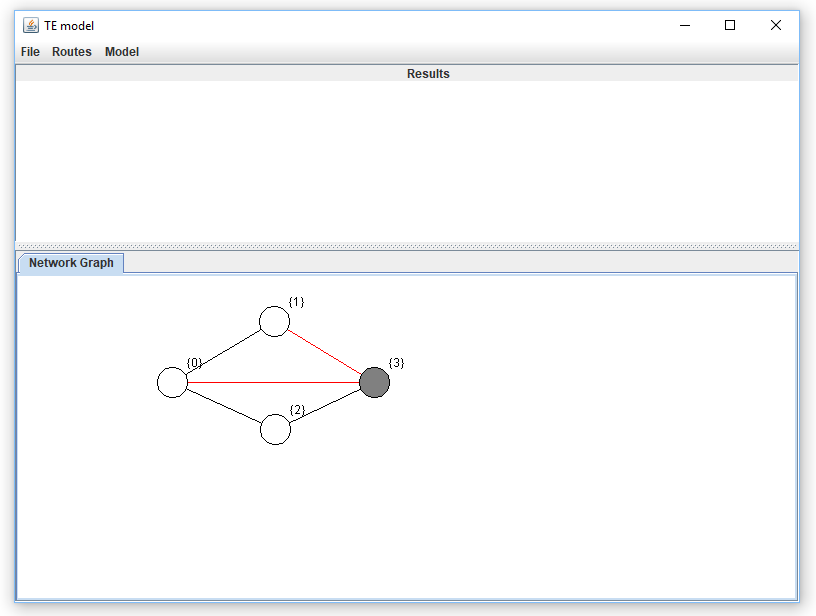 TE model
File Routes Model
Results
Network Graph
{1}
{0}
{3}
{2}